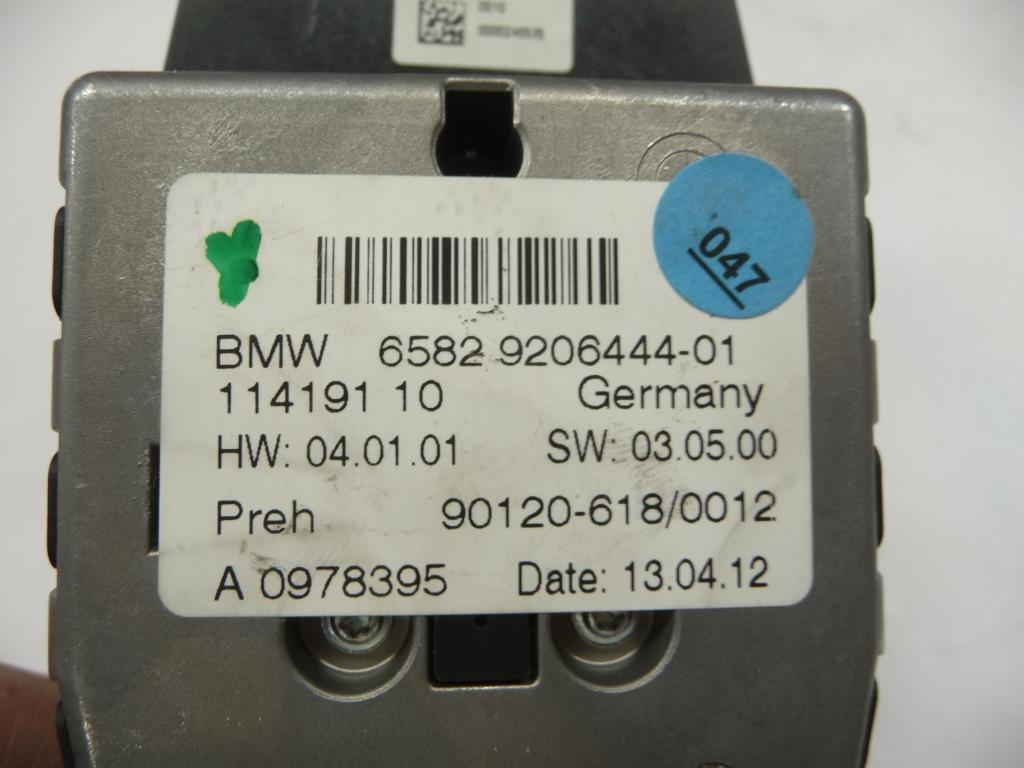 0010
047
BMW 6582 9206444-01
114191 10 Germany
HW: 04.01.01 SW: 03.05.00
Preh 90120-618/0012
A 0978395 Date: 13.04.12